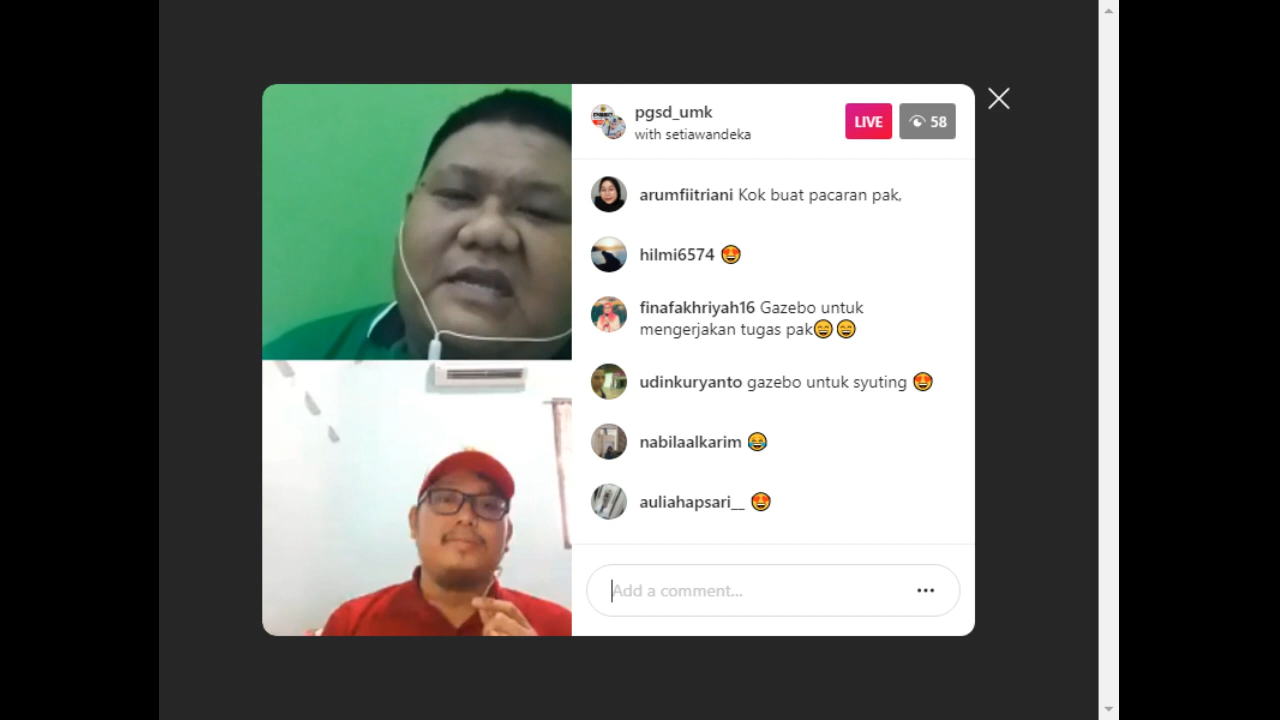 pgsd_umk
with setiawandeka
LIVE
58
arumfiitriani Kok buat pacaran pak,
hilmi6574 😍
finafakhriyah16 Gazebo untuk
mengerjakan tugas pak😄😄
udinkuryanto gazebo untuk syuting 😍
nabilaalkarim 😂
auliahapsari__ 😍
Add a comment...